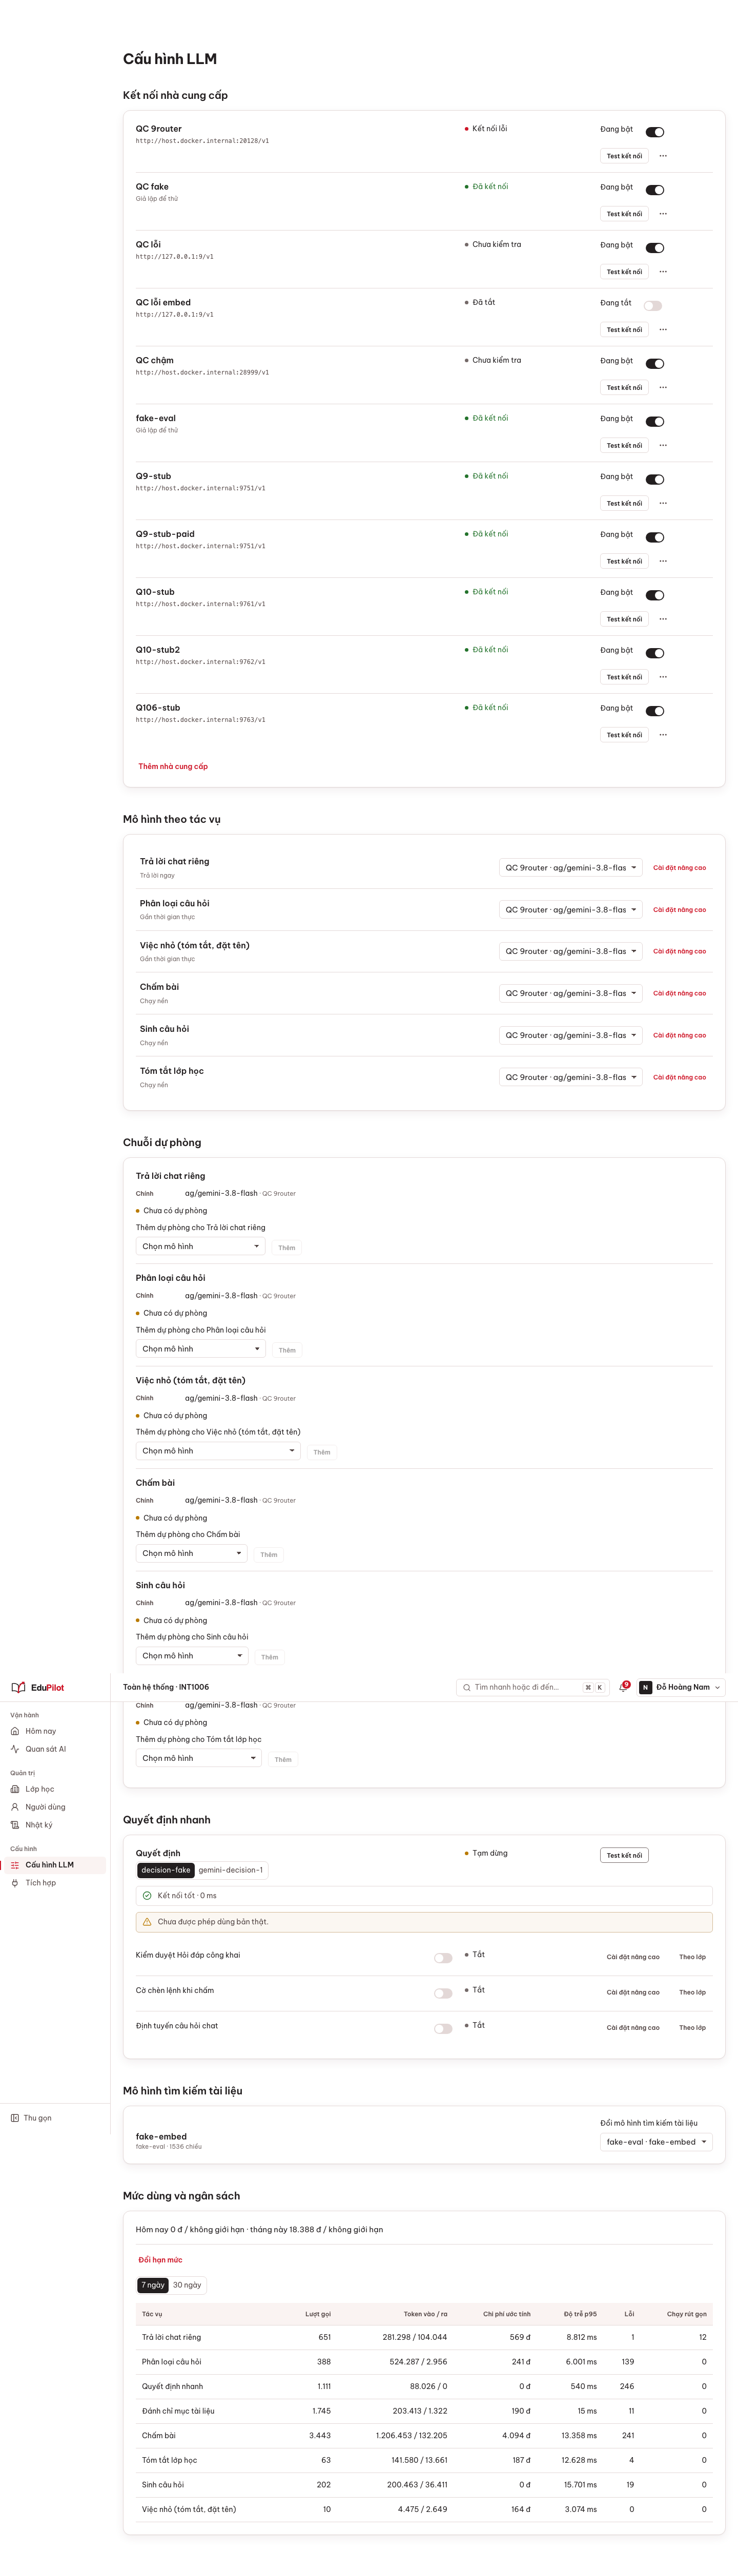 Cấu hình LLM
Kết nối nhà cung cấp
QC 9router
http://host.docker.internal:20128/v1
Kết nối lỗi
Đang bật
Test kết nối
QC fake
Giả lập để thử
Đã kết nối
Đang bật
Test kết nối
QC lỗi
http://127.0.0.1:9/v1
Chưa kiểm tra
Đang bật
Test kết nối
QC lỗi embed
http://127.0.0.1:9/v1
Đã tắt
Đang tắt
Test kết nối
QC chậm
http://host.docker.internal:28999/v1
Chưa kiểm tra
Đang bật
Test kết nối
fake-eval
Giả lập để thử
Đã kết nối
Đang bật
Test kết nối
Q9-stub
http://host.docker.internal:9751/v1
Đã kết nối
Đang bật
Test kết nối
Q9-stub-paid
http://host.docker.internal:9751/v1
Đã kết nối
Đang bật
Test kết nối
Q10-stub
http://host.docker.internal:9761/v1
Đã kết nối
Đang bật
Test kết nối
Q10-stub2
http://host.docker.internal:9762/v1
Đã kết nối
Đang bật
Test kết nối
Q106-stub
http://host.docker.internal:9763/v1
Đã kết nối
Đang bật
Test kết nối
Thêm nhà cung cấp
Mô hình theo tác vụ
Trả lời chat riêng
Trả lời ngay
QC 9router · ag/gemini-3.8-flas
Cài đặt nâng cao
Phân loại câu hỏi
Gần thời gian thực
QC 9router · ag/gemini-3.8-flas
Cài đặt nâng cao
Việc nhỏ (tóm tắt, đặt tên)
Gần thời gian thực
QC 9router · ag/gemini-3.8-flas
Cài đặt nâng cao
Chấm bài
Chạy nền
QC 9router · ag/gemini-3.8-flas
Cài đặt nâng cao
Sinh câu hỏi
Chạy nền
QC 9router · ag/gemini-3.8-flas
Cài đặt nâng cao
Tóm tắt lớp học
Chạy nền
QC 9router · ag/gemini-3.8-flas
Cài đặt nâng cao
Chuỗi dự phòng
Trả lời chat riêng
Chính ag/gemini-3.8-flash · QC 9router
Chưa có dự phòng
Thêm dự phòng cho Trả lời chat riêng
Chọn mô hình Thêm
Phân loại câu hỏi
Chính ag/gemini-3.8-flash · QC 9router
Chưa có dự phòng
Thêm dự phòng cho Phân loại câu hỏi
Chọn mô hình Thêm
Việc nhỏ (tóm tắt, đặt tên)
Chính ag/gemini-3.8-flash · QC 9router
Chưa có dự phòng
Thêm dự phòng cho Việc nhỏ (tóm tắt, đặt tên)
Chọn mô hình Thêm
Chấm bài
Chính ag/gemini-3.8-flash · QC 9router
Chưa có dự phòng
Thêm dự phòng cho Chấm bài
Chọn mô hình Thêm
Sinh câu hỏi
Chính ag/gemini-3.8-flash · QC 9router
Chưa có dự phòng
Thêm dự phòng cho Sinh câu hỏi
Chọn mô hình Thêm
EduPilot
Toàn hệ thống · INT1006
Tìm nhanh hoặc đi đến... ⌘ K
9
N Đỗ Hoàng Nam
Vận hành
Hôm nay
Quan sát AI
Quản trị
Lớp học
Người dùng
Nhật ký
Cấu hình
Cấu hình LLM
Tích hợp
Thu gọn
Chính ag/gemini-3.8-flash · QC 9router
Chưa có dự phòng
Thêm dự phòng cho Tóm tắt lớp học
Chọn mô hình Thêm
Quyết định nhanh
Quyết định
Tạm dừng
Test kết nối
decision-fake gemini-decision-1
Kết nối tốt · 0 ms
Chưa được phép dùng bản thật.
Kiểm duyệt Hỏi đáp công khai Tắt Cài đặt nâng cao Theo lớp
Cờ chèn lệnh khi chấm Tắt Cài đặt nâng cao Theo lớp
Định tuyến câu hỏi chat Tắt Cài đặt nâng cao Theo lớp
Mô hình tìm kiếm tài liệu
fake-embed
fake-eval · 1536 chiều
Đổi mô hình tìm kiếm tài liệu
fake-eval · fake-embed
Mức dùng và ngân sách
Hôm nay 0 đ / không giới hạn · tháng này 18.388 đ / không giới hạn
Đổi hạn mức
7 ngày 30 ngày
Tác vụ Lượt gọi Token vào / ra Chi phí ước tính Độ trễ p95 Lỗi Chạy rút gọn
Trả lời chat riêng 651 281.298 / 104.044 569 đ 8.812 ms 1 12
Phân loại câu hỏi 388 524.287 / 2.956 241 đ 6.001 ms 139 0
Quyết định nhanh 1.111 88.026 / 0 0 đ 540 ms 246 0
Đánh chỉ mục tài liệu 1.745 203.413 / 1.322 190 đ 15 ms 11 0
Chấm bài 3.443 1.206.453 / 132.205 4.094 đ 13.358 ms 241 0
Tóm tắt lớp học 63 141.580 / 13.661 187 đ 12.628 ms 4 0
Sinh câu hỏi 202 200.463 / 36.411 0 đ 15.701 ms 19 0
Việc nhỏ (tóm tắt, đặt tên) 10 4.475 / 2.649 164 đ 3.074 ms 0 0